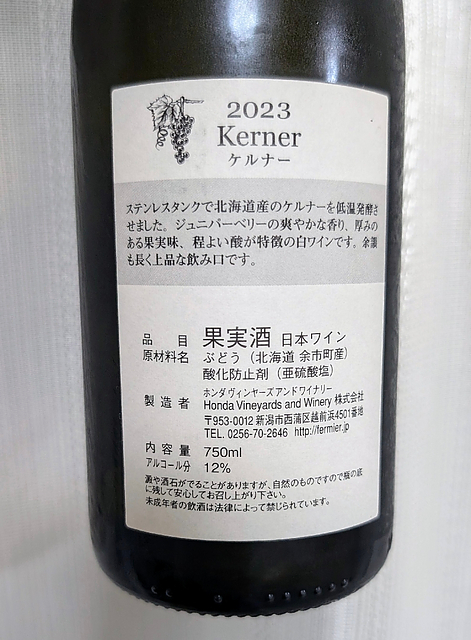 2023
Kerner
ケルナー
ステンレスタンクで北海道産のケルナーを低温発酵さ
せました。ジュニパーベリーの爽やかな香り、厚みの
ある果実味、程よい酸が特徴の白ワインです。余韻
も長く上品な飲み口です。
品目 果実酒 日本ワイン
原材料名 ぶどう（北海道 余市町産）
酸化防止剤（亜硫酸塩）
ホンダ ヴィンヤーズ アンド ワイナリー
製造者 Honda Vineyards and Winery 株式会社
〒953-0012 新潟市西蒲区越前浜4501番地
TEL. 0256-70-2646 http://fermier.jp
内容量 750ml
アルコール分 12%
澱や酒石がでることがありますが、自然のものですので瓶の底
に残して安心してお召し上がり下さい。
未成年者の飲酒は法律によって禁じられています。